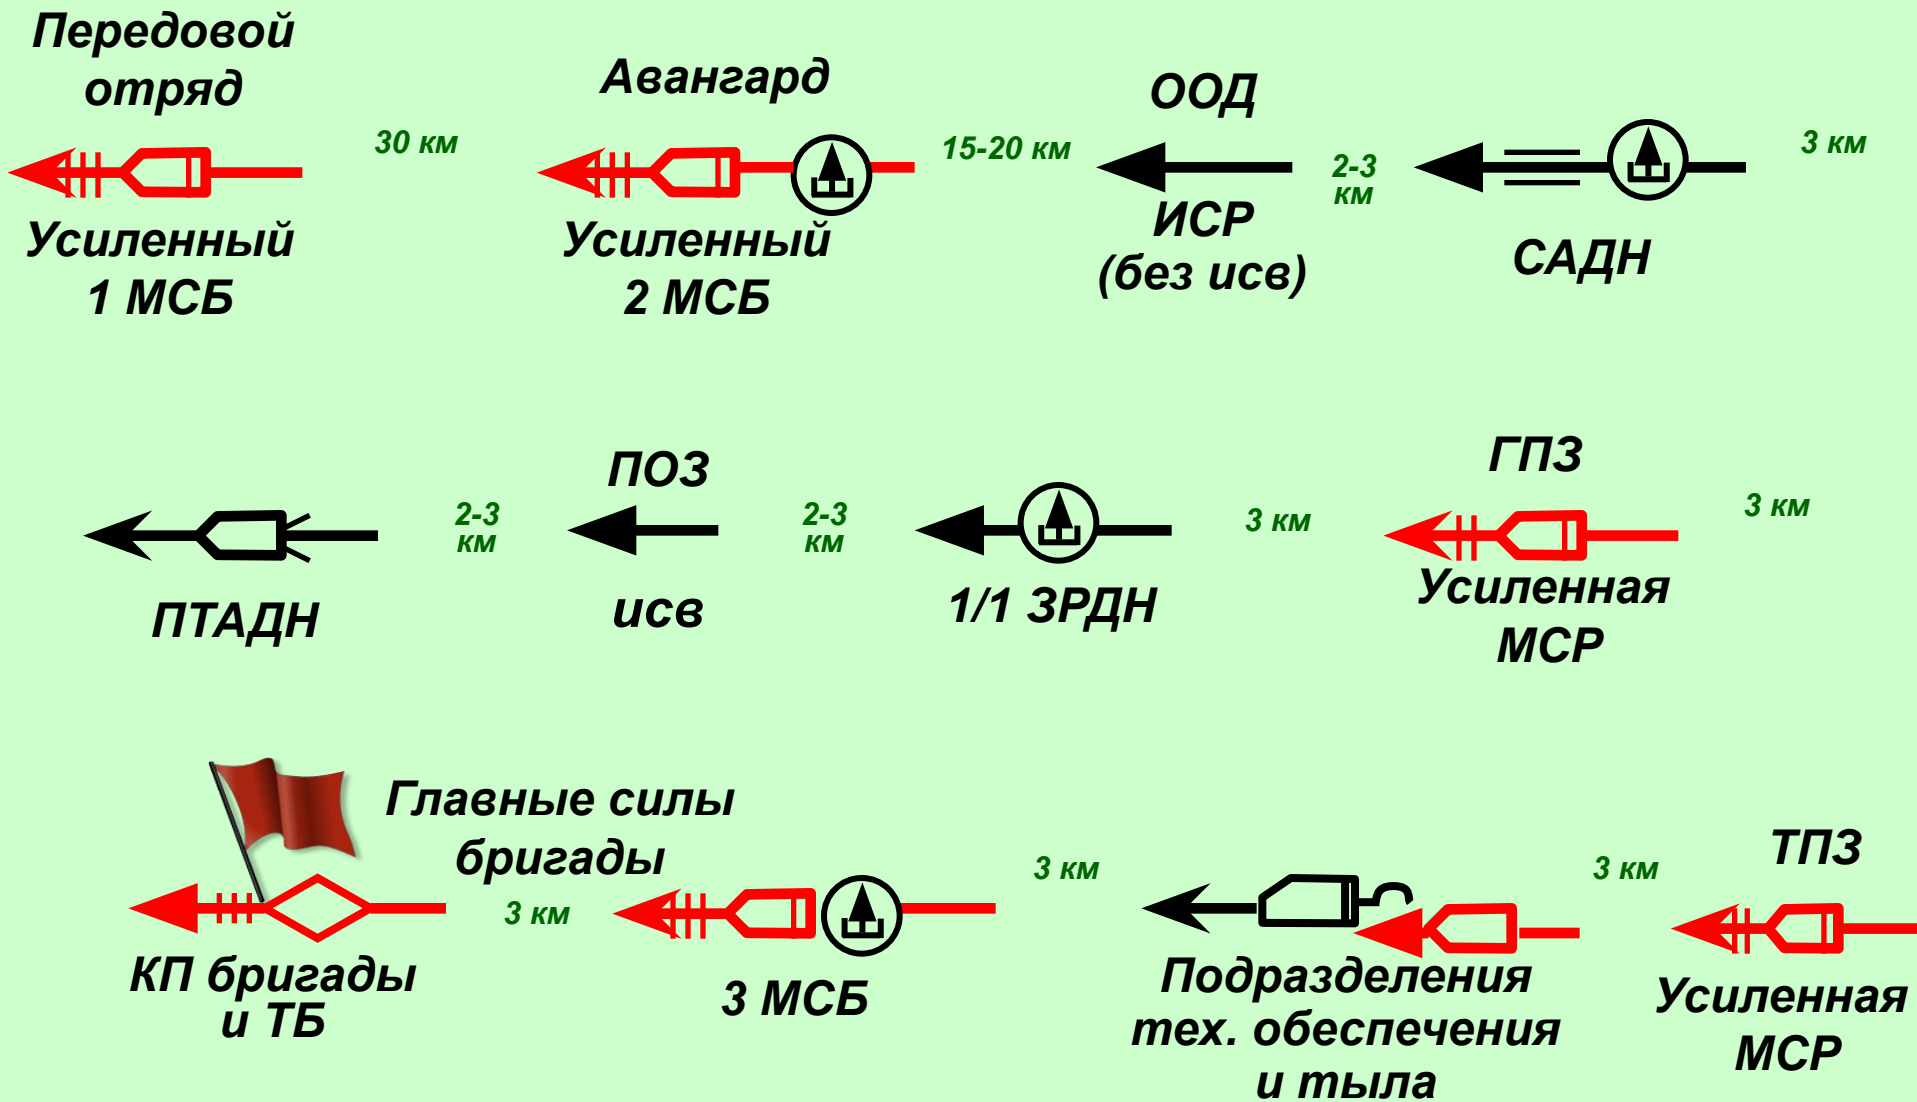 Передовой
отряд
30 км
Усиленный
1 МСБ
Авангард
15-20 км
Усиленный
2 МСБ
ООД
2-3
км
ИСР
(без исв)
3 км
САДН
2-3
км
ПТАДН
ПОЗ
2-3
км
исв
3 км
1/1 ЗРДН
ГПЗ
3 км
Усиленная
МСР
Главные силы
бригады
3 км
КП бригады
и ТБ
3 км
3 МСБ
3 км
Подразделения
тех. обеспечения
и тыла
ТПЗ
Усиленная
МСР